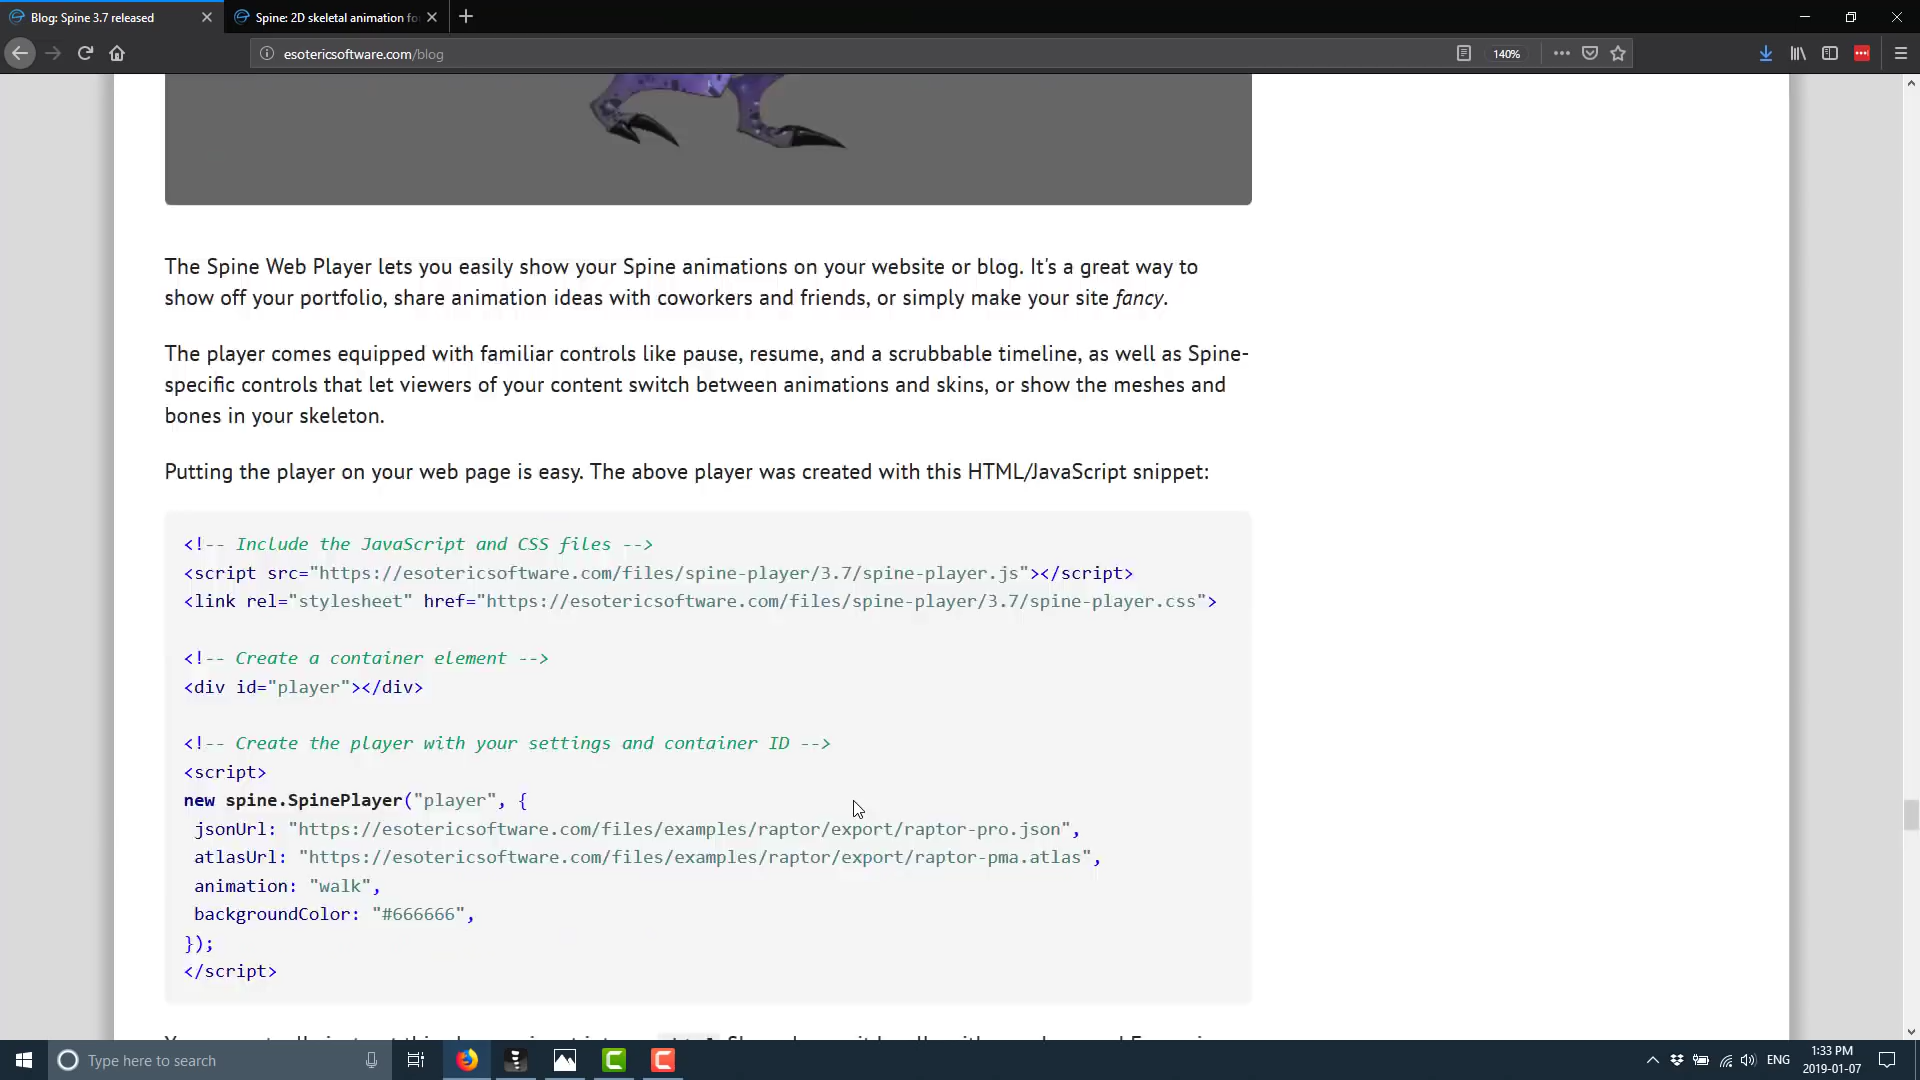 Blog: Spine 3.7 released
Spine: 2D skeletal animation fo
esotericsoftware.com/blog
140%
The Spine Web Player lets you easily show your Spine animations on your website or blog. It's a great way to
show off your portfolio, share animation ideas with coworkers and friends, or simply make your site fancy.
The player comes equipped with familiar controls like pause, resume, and a scrubbable timeline, as well as Spine-
specific controls that let viewers of your content switch between animations and skins, or show the meshes and
bones in your skeleton.
Putting the player on your web page is easy. The above player was created with this HTML/JavaScript snippet:
<!-- Include the JavaScript and CSS files -->
<script src="https://esotericsoftware.com/files/spine-player/3.7/spine-player.js"></script>
<link rel="stylesheet" href="https://esotericsoftware.com/files/spine-player/3.7/spine-player.css">
<!-- Create a container element -->
<div id="player"></div>
<!-- Create the player with your settings and container ID -->
<script>
new spine.SpinePlayer("player", {
jsonUrl: "https://esotericsoftware.com/files/examples/raptor/export/raptor-pro.json",
atlasUrl: "https://esotericsoftware.com/files/examples/raptor/export/raptor-pma.atlas",
animation: "walk",
backgroundColor: "#666666",
});
</script>
Type here to search
ENG
1:33 PM
2019-01-07